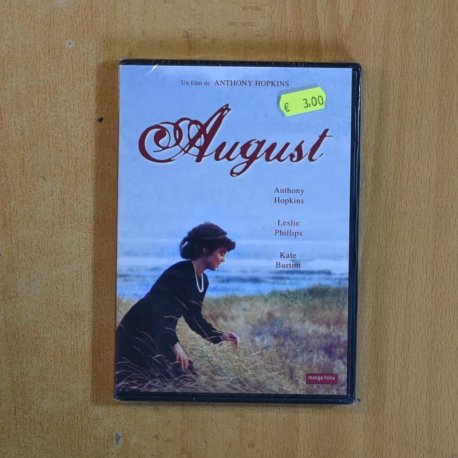 Un film de ANTHONY HOPKINS
€ 3.00
August
Anthony
Hopkins
Leslie
Phillips
Kate
Burton
manga films